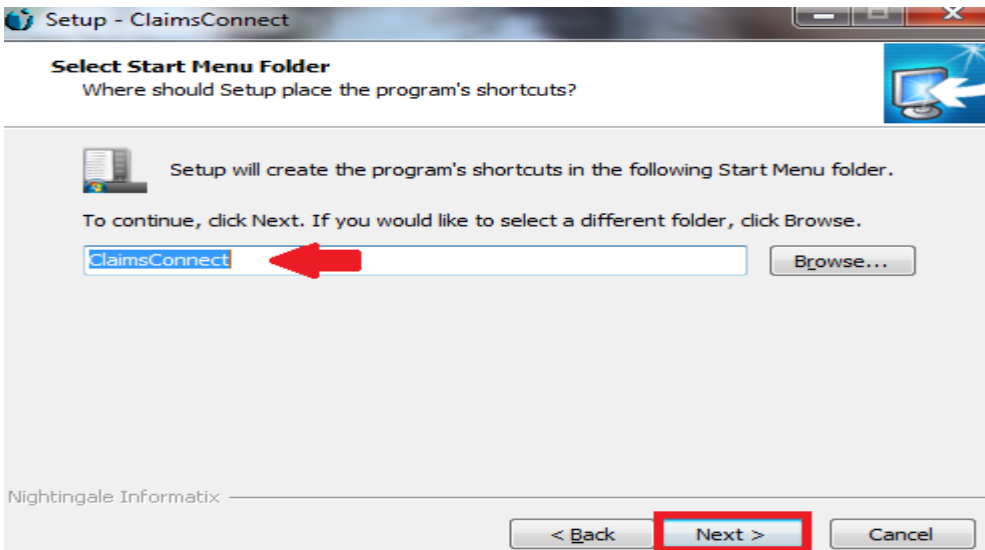 Setup - ClaimsConnect
Select Start Menu Folder
Where should Setup place the program's shortcuts?
Setup will create the program's shortcuts in the following Start Menu folder.
To continue, click Next. If you would like to select a different folder, click Browse.
ClaimsConnect
Browse...
Nightingale Informatix
< Back
Next >
Cancel